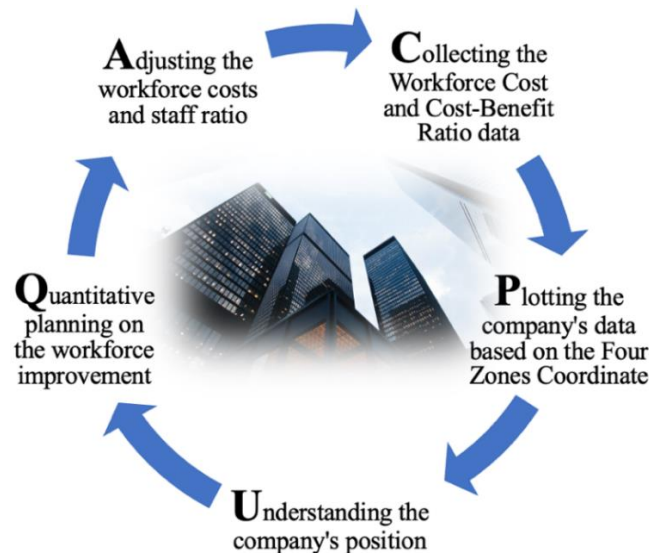 Adjusting the
workforce costs
and staff ratio
Collecting the
Workforce Cost
and Cost-Benefit
Ratio data
Plotting the
company's data
based on the Four
Zones Coordinate
Understanding the
company's position
Quantitative
planning on
the workforce
improvement